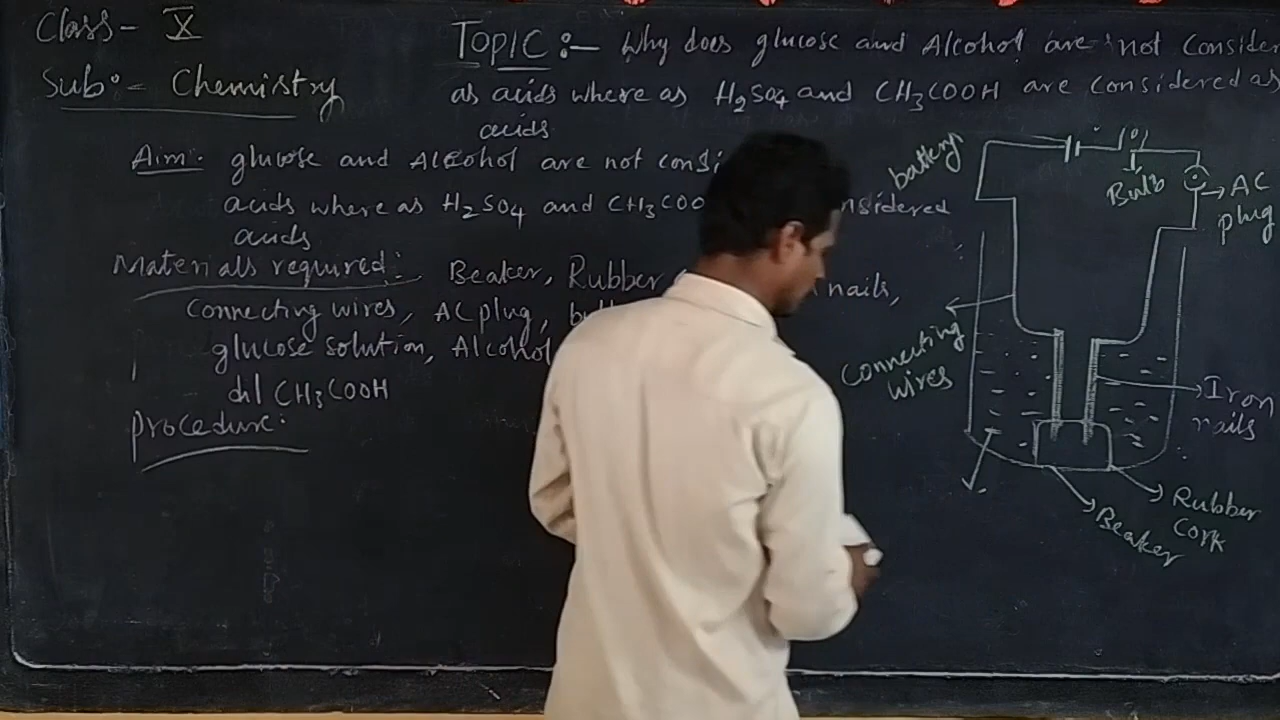 Class- X
Sub:- Chemistry
Topic:- Why does glucose and Alcohol are not Consider
as acids where as H₂SO₄ and CH₃COOH are considered as
acids
Aim: glucose and Alcohol are not consi
acids where as H₂SO₄ and CH₃COO nsidered
acids
Materials required:- Beaker, Rubber nails,
Connecting wires, AC plug,
glucose solution, Alcohol
dil CH₃COOH
Procedure:
battery
Bulb
AC
plug
Connecting
wires
Iron
nails
Rubber
Cork
Beaker